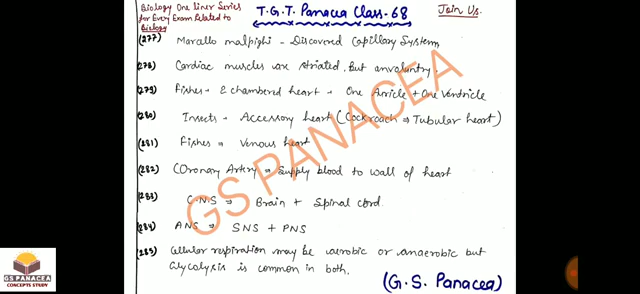 Biology One liner Series
for Every Exam Related to
Biology
T.G.T. Panacea Class-68
Join Us
(277) Marcello malpighi - Discovered Capillary System
(278) Cardiac muscles are striated, But involuntry.
(279) Fishes - 2 chambered heart - One Auricle + One Ventricle
(280) Insects - Accessory heart (Cockroach ⇒ Tubular heart)
(281) Fishes ⇒ Venous heart
(282) Coronary Artery ⇒ Supply blood to wall of heart
(283) C.N.S ⇒ Brain + Spinal cord.
(284) ANS ⇒ SNS + PNS
(285) Cellular respiration may be aerobic or anaerobic but
Glycolysis is common in both.
(G.S. Panacea)
GS PANACEA
GS PANACEA
CONCEPTS STUDY